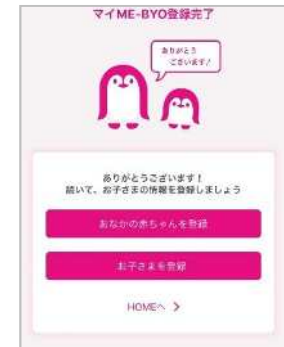 マイME-BYO登録完了
ありがとう
ございます!
ありがとうございます!
続いて、お子さまの情報を登録しましょう
おなかの赤ちゃんを登録
お子さまを登録
HOMEへ >